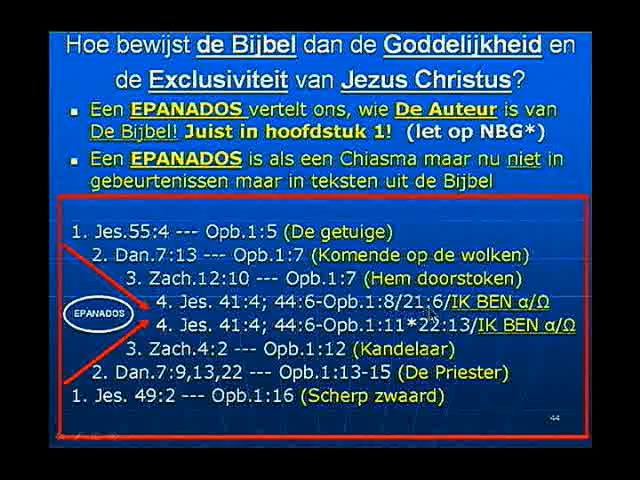 Hoe bewijst de Bijbel dan de Goddelijkheid en
de Exclusiviteit van Jezus Christus?
Een EPANADOS vertelt ons, wie De Auteur is van
De Bijbel! Juist in hoofdstuk 1! (let op NBG*)
Een EPANADOS is als een Chiasma maar nu niet in
gebeurtenissen maar in teksten uit de Bijbel
1. Jes.55:4 --- Opb.1:5 (De getuige)
2. Dan.7:13 --- Opb.1:7 (Komende op de wolken)
3. Zach.12:10 --- Opb.1:7 (Hem doorstoken)
4. Jes. 41:4; 44:6-Opb.1:8/21:6/IK BEN α/Ω
EPANADOS
4. Jes. 41:4; 44:6-Opb.1:11*22:13/IK BEN α/Ω
3. Zach.4:2 --- Opb.1:12 (Kandelaar)
2. Dan.7:9,13,22 --- Opb.1:13-15 (De Priester)
1. Jes. 49:2 --- Opb.1:16 (Scherp zwaard)
44